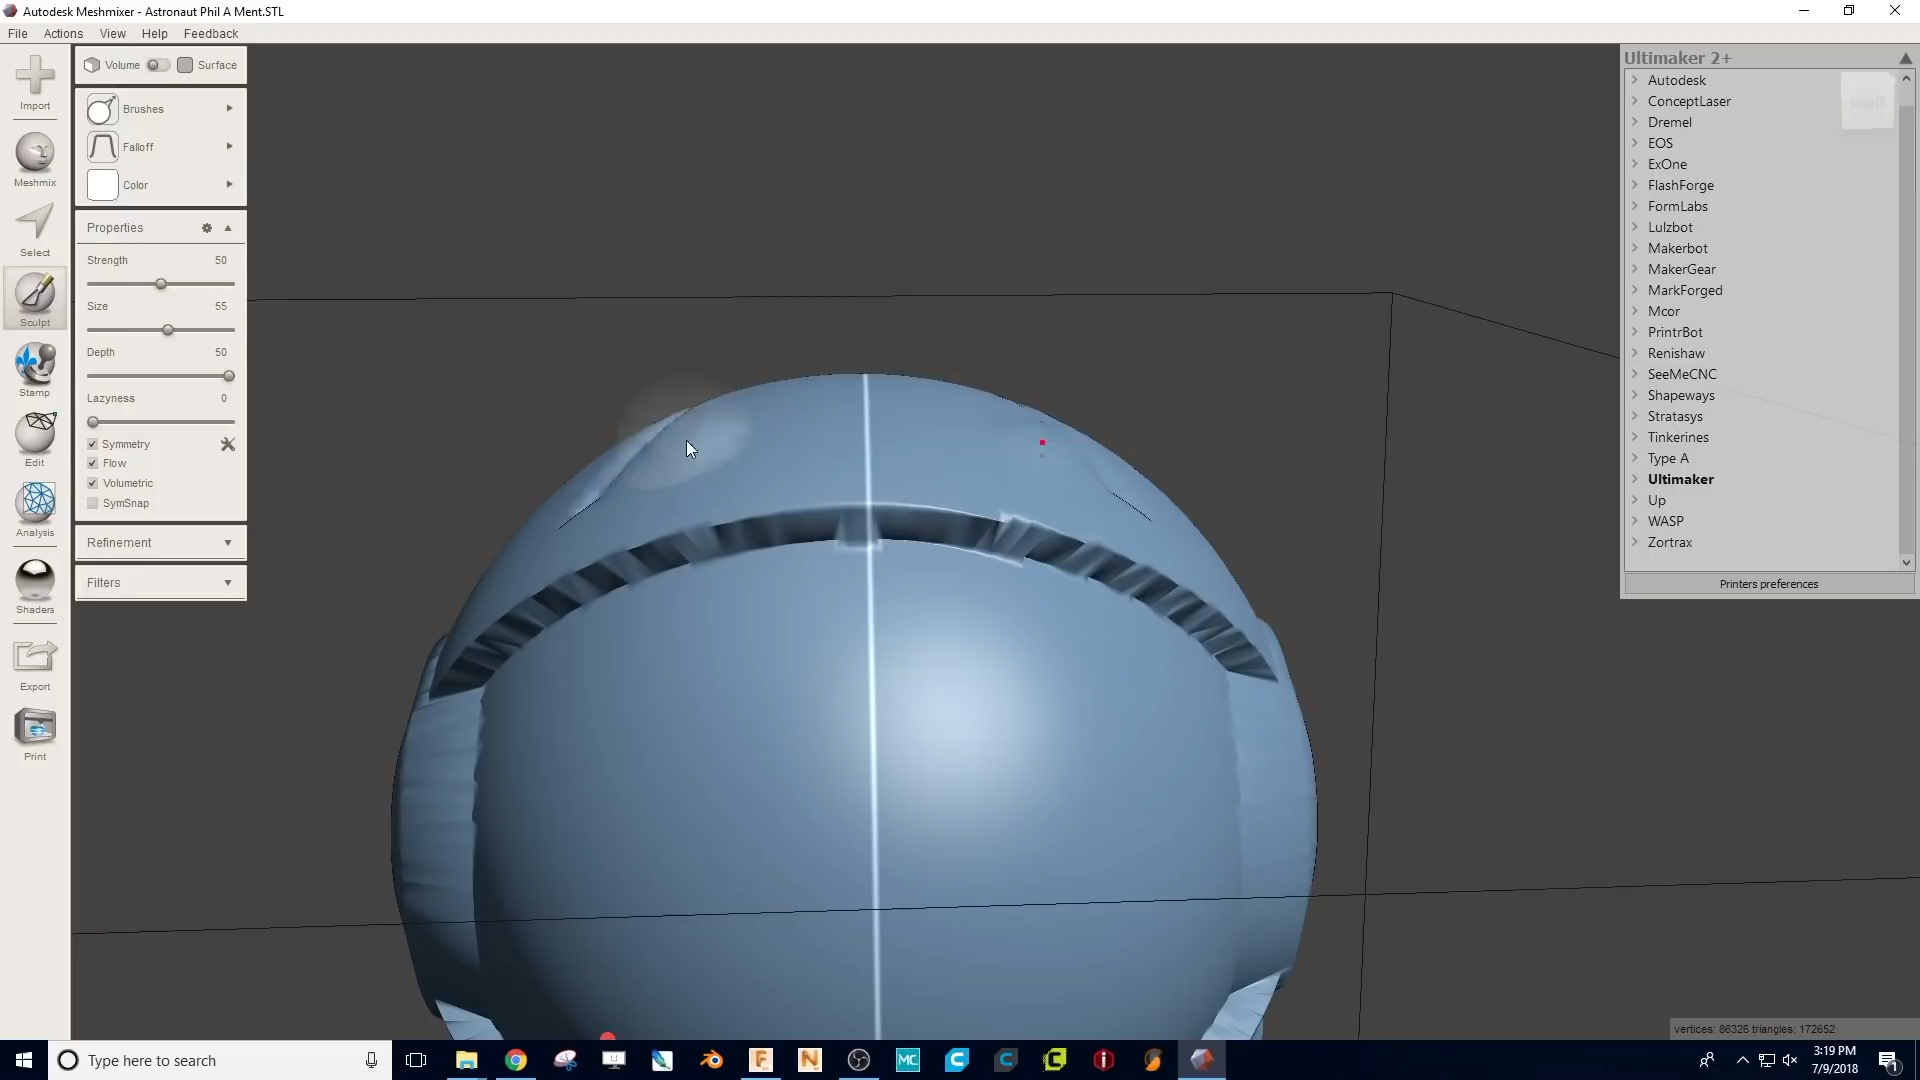 Autodesk Meshmixer - Astronaut Phil A Ment.STL
File Actions View Help Feedback
Import
Meshmix
Select
Sculpt
Stamp
Edit
Analysis
Shaders
Export
Print
Volume Surface
Brushes
Falloff
Color
Properties
Strength 50
Size 55
Depth 50
Lazyness 0
Symmetry
Flow
Volumetric
SymSnap
Refinement
Filters
Ultimaker 2+
Autodesk
ConceptLaser
Dremel
EOS
ExOne
FlashForge
FormLabs
Lulzbot
Makerbot
MakerGear
MarkForged
Mcor
PrintrBot
Renishaw
SeeMeCNC
Shapeways
Stratasys
Tinkerines
Type A
Ultimaker
Up
WASP
Zortrax
Printers preferences
vertices: 86326 triangles: 172652
Type here to search
MC
3:19 PM
7/9/2018
1